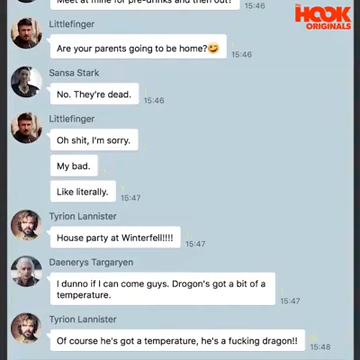 Meet at mine for pre-drinks and then out?
15:46
THE HOOK
ORIGINALS
Littlefinger
Are your parents going to be home?🤣
15:46
Sansa Stark
No. They're dead.
15:46
Littlefinger
Oh shit, I'm sorry.
My bad.
Like literally.
15:47
Tyrion Lannister
House party at Winterfell!!!!
15:47
Daenerys Targaryen
I dunno if I can come guys. Drogon's got a bit of a
temperature.
15:47
Tyrion Lannister
Of course he's got a temperature, he's a fucking dragon!!
15:48